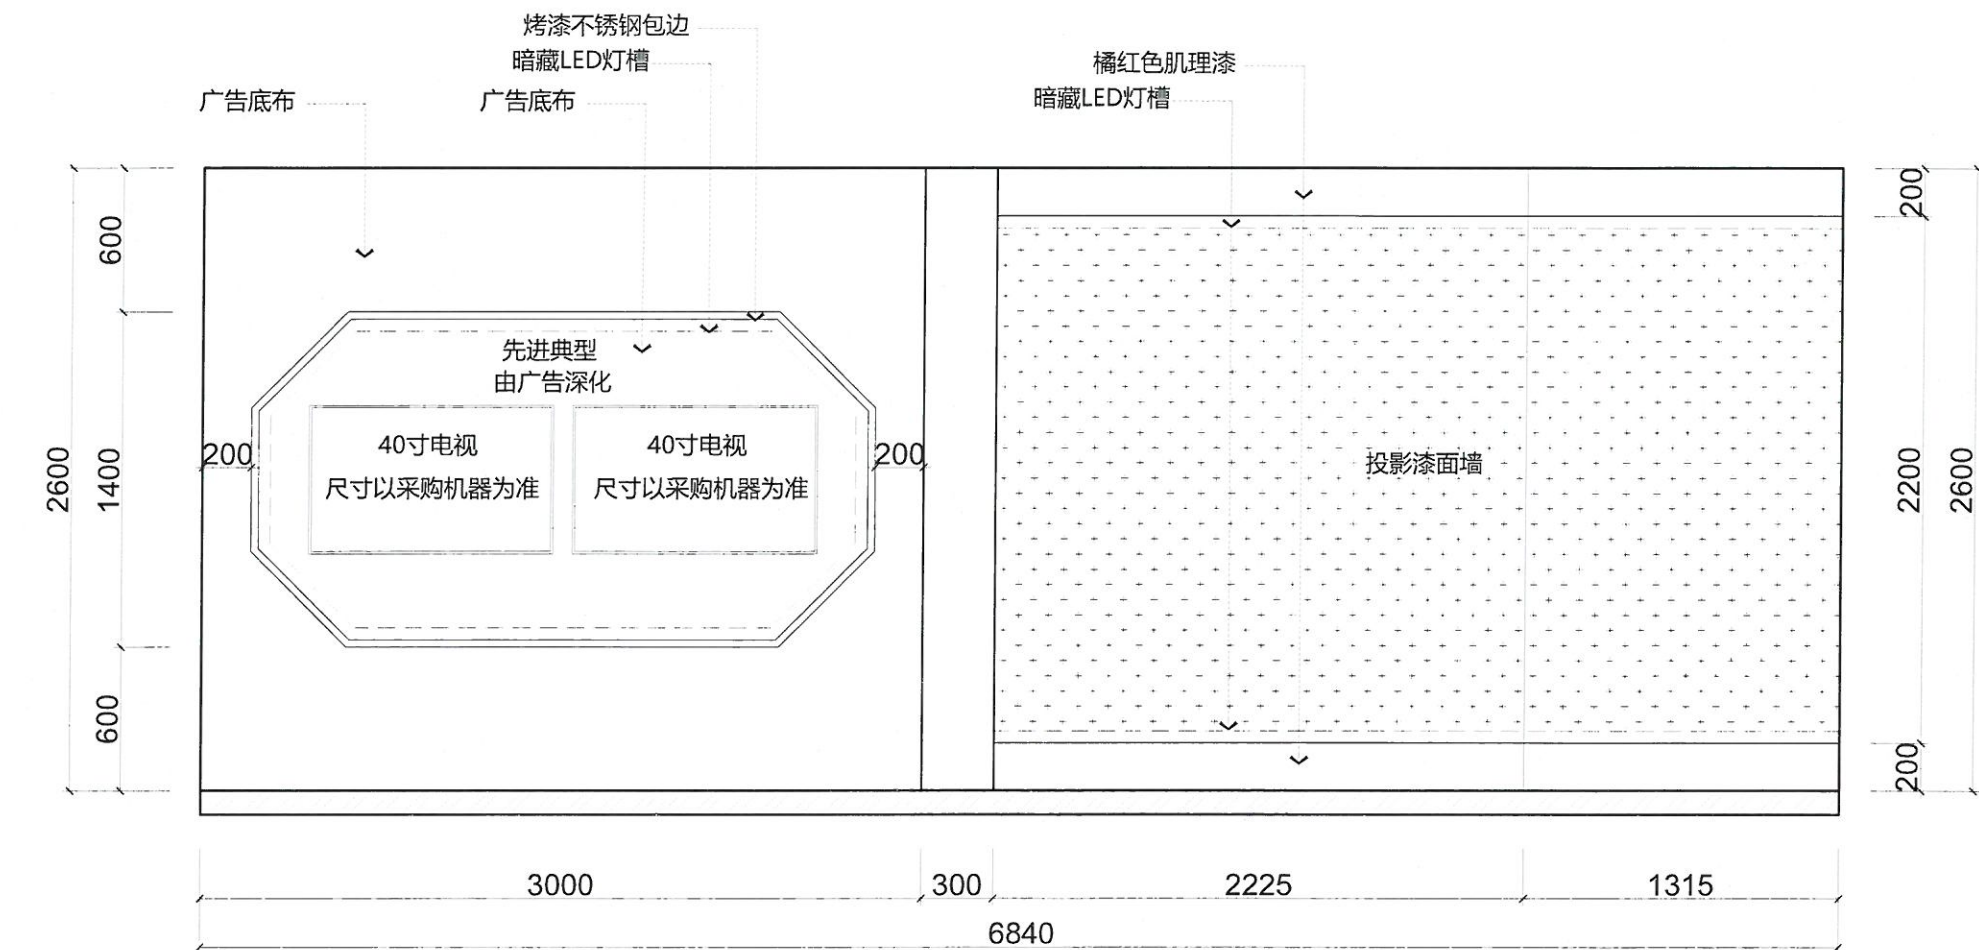 烤漆不锈钢包边
暗藏LED灯槽
广告底布
广告底布
橘红色肌理漆
暗藏LED灯槽
600
1400
600
2600
200
200
先进典型
由广告深化
40寸电视
尺寸以采购机器为准
40寸电视
尺寸以采购机器为准
投影漆面墙
200
2200
200
2600
3000
300
2225
1315
6840